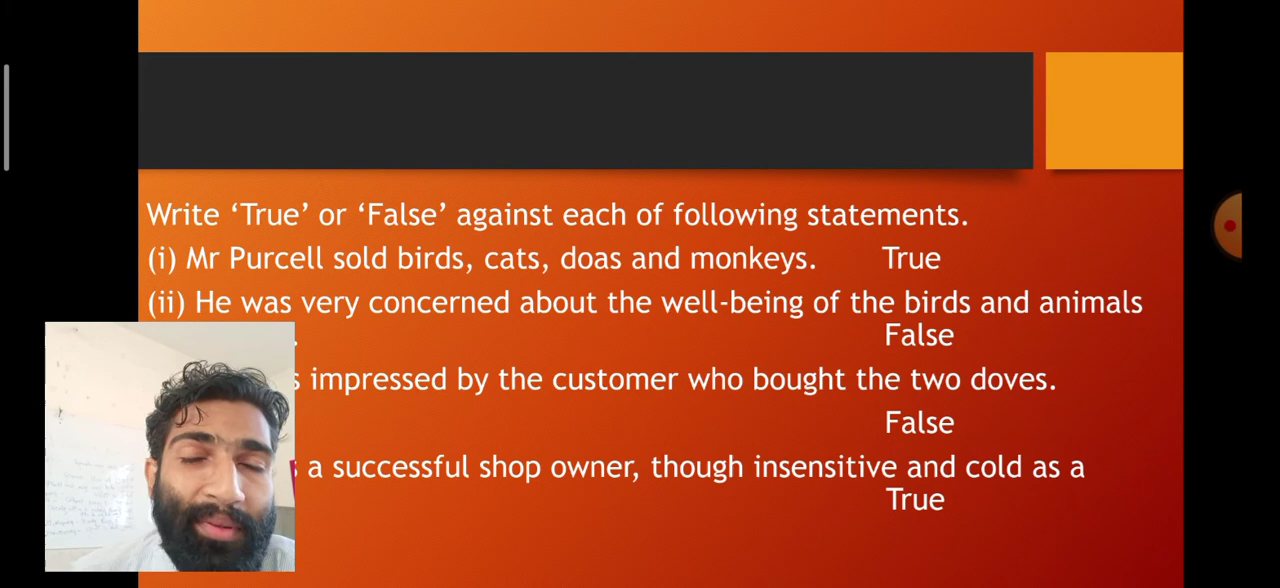 Write ‘True’ or ‘False’ against each of following statements.
(i) Mr Purcell sold birds, cats, doas and monkeys. True
(ii) He was very concerned about the well-being of the birds and animals
. False
s impressed by the customer who bought the two doves.
False
s a successful shop owner, though insensitive and cold as a
True